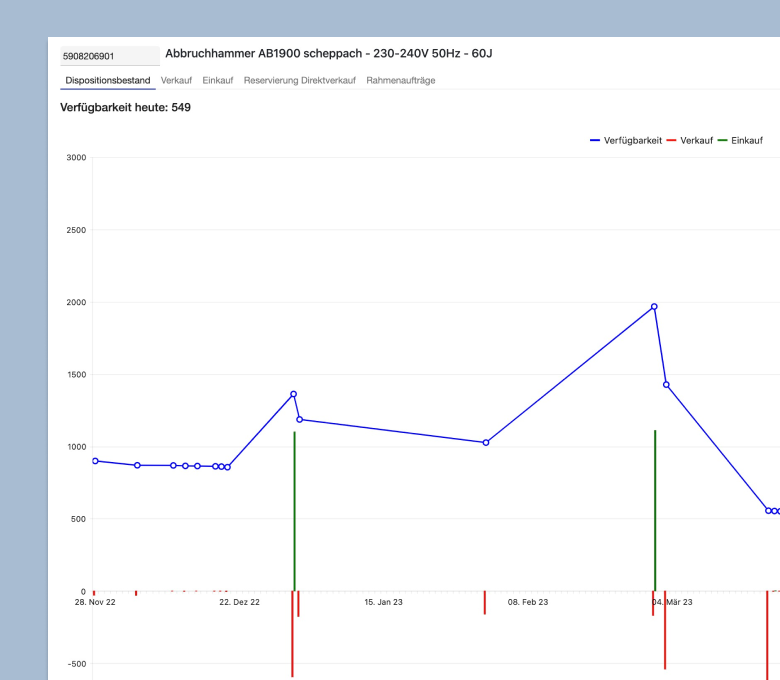 5908206901 Abbruchhammer AB1900 scheppach - 230-240V 50Hz - 60J
Dispositionsbestand Verkauf Einkauf Reservierung Direktverkauf Rahmenaufträge
Verfügbarkeit heute: 549
Verfügbarkeit Verkauf Einkauf
3000
2500
2000
1500
1000
500
0
28. Nov 22 22. Dez 22 15. Jan 23 08. Feb 23 04. Mär 23
-500